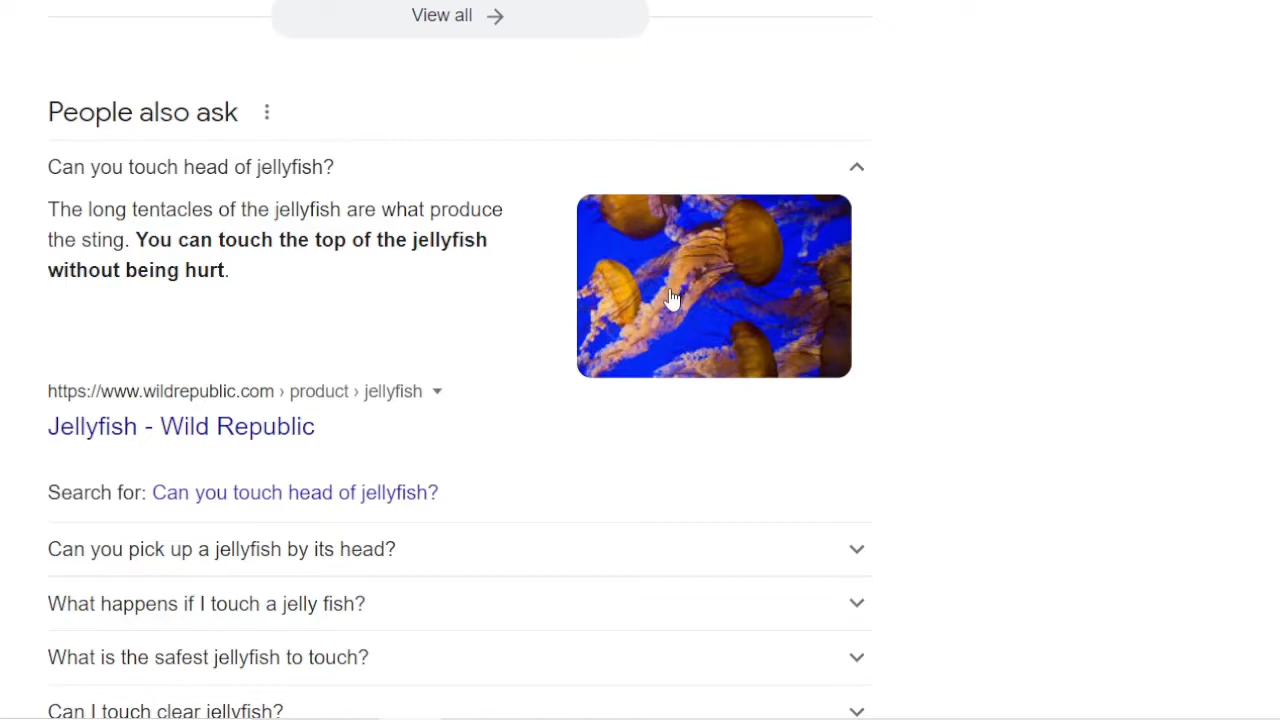 View all
People also ask
Can you touch head of jellyfish?
The long tentacles of the jellyfish are what produce
the sting. You can touch the top of the jellyfish
without being hurt.
https://www.wildrepublic.com › product › jellyfish
Jellyfish - Wild Republic
Search for: Can you touch head of jellyfish?
Can you pick up a jellyfish by its head?
What happens if I touch a jelly fish?
What is the safest jellyfish to touch?
Can I touch clear jellyfish?